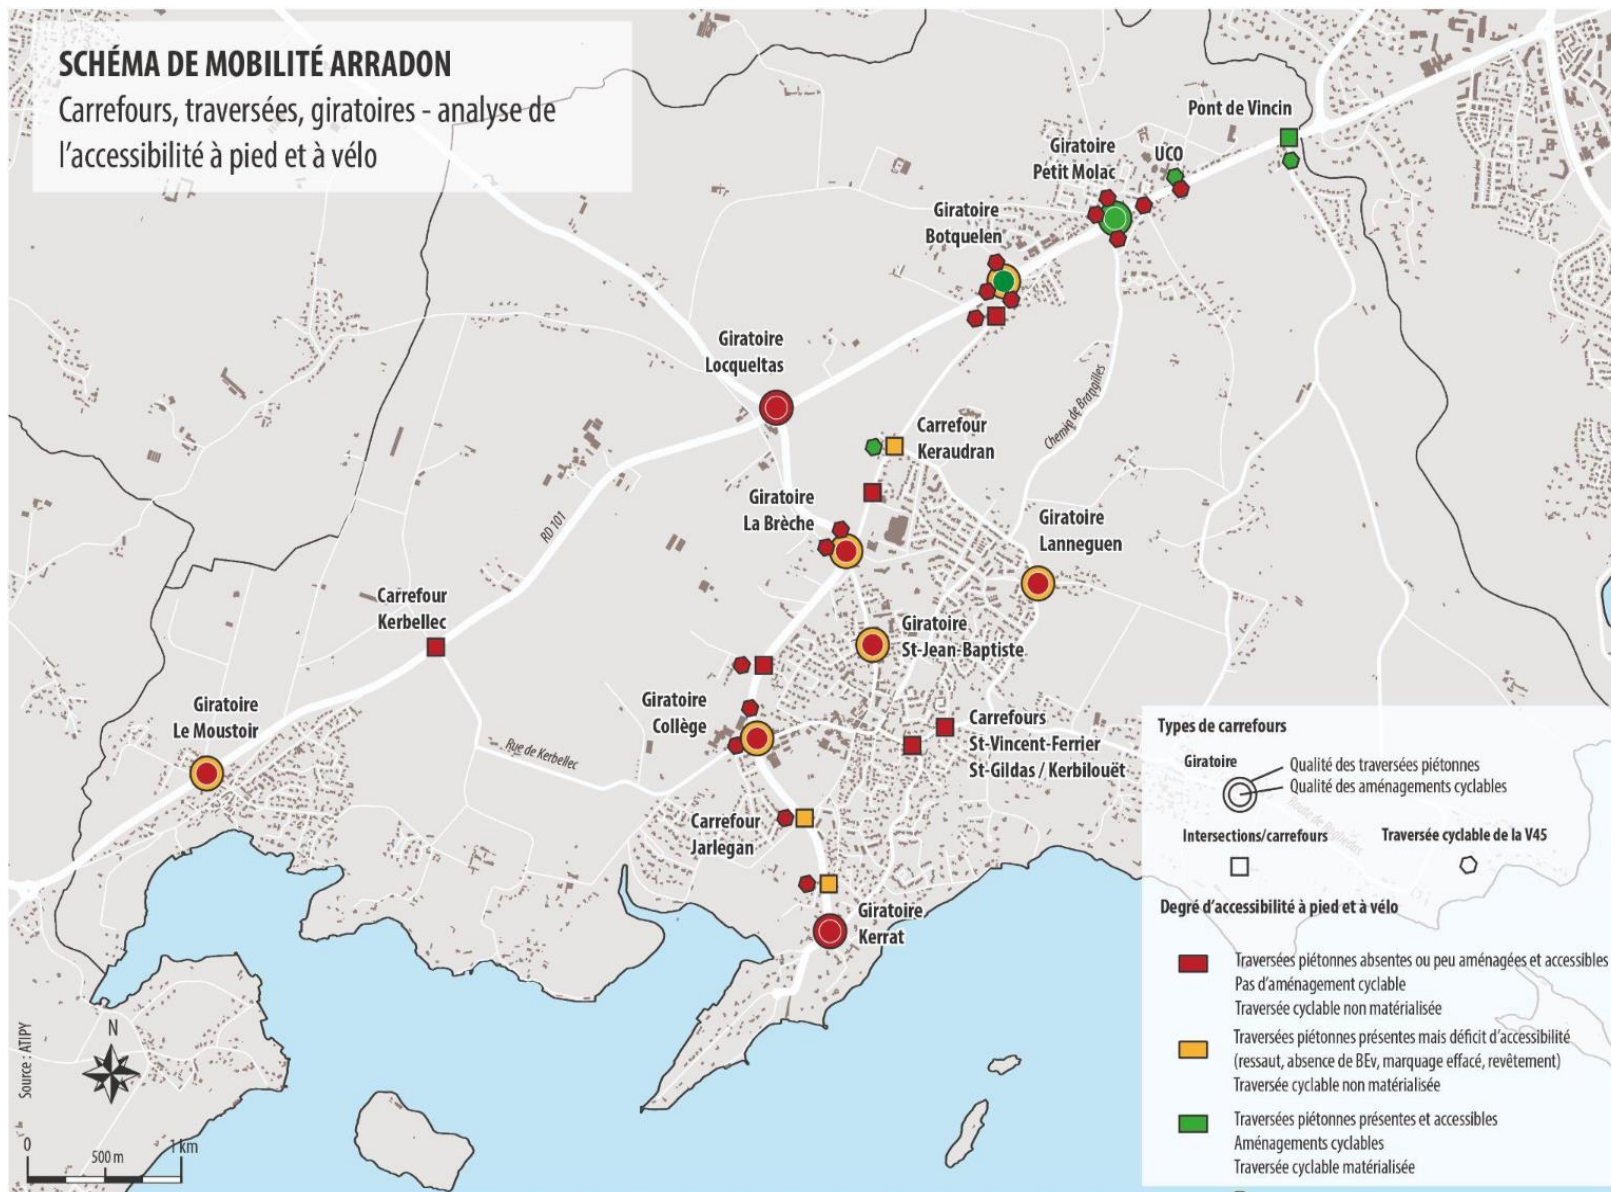 SCHÉMA DE MOBILITÉ ARRADON
Carrefours, traversées, giratoires - analyse de
l'accessibilité à pied et à vélo
Pont de Vincin
Giratoire
Petit Molac
UCO
Giratoire
Botquelen
Giratoire
Locqueltas
Chemin de Brangilles
Carrefour
Keraudran
Giratoire
La Brèche
Giratoire
Lanneguen
RD 101
Carrefour
Kerbellec
Giratoire
St-Jean-Baptiste
Giratoire
Le Moustoir
Giratoire
Collège
Rue de Kerbellec
Carrefours
St-Vincent-Ferrier
St-Gildas / Kerbilouët
Carrefour
Jarlegan
Giratoire
Kerrat
Types de carrefours
Giratoire
Qualité des traversées piétonnes
Qualité des aménagements cyclables
Intersections/carrefours
Traversée cyclable de la V45
Degré d'accessibilité à pied et à vélo
Traversées piétonnes absentes ou peu aménagées et accessibles
Pas d'aménagement cyclable
Traversée cyclable non matérialisée
Traversées piétonnes présentes mais déficit d'accessibilité
(ressaut, absence de BEv, marquage effacé, revêtement)
Traversée cyclable non matérialisée
Traversées piétonnes présentes et accessibles
Aménagements cyclables
Traversée cyclable matérialisée
Source : ATIPY
N
0
500 m
1 km